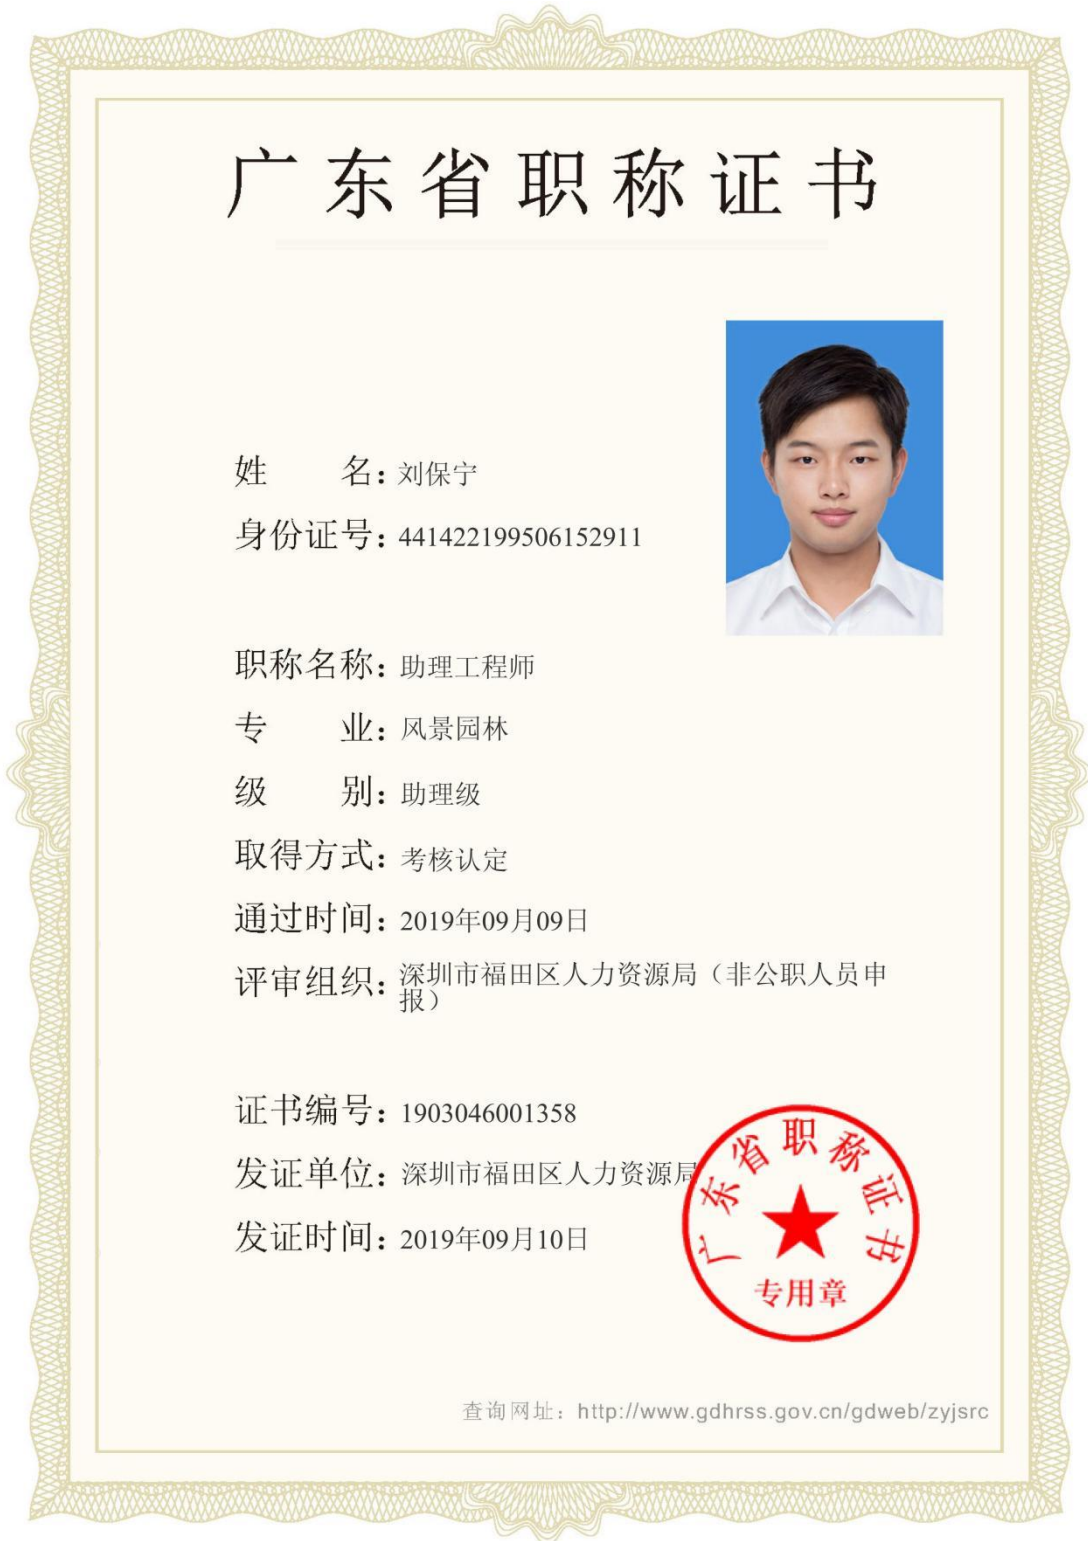 广东省职称证书
姓 名：刘保宁
身份证号：441422199506152911
职称名称：助理工程师
专 业：风景园林
级 别：助理级
取得方式：考核认定
通过时间：2019年09月09日
评审组织：深圳市福田区人力资源局（非公职人员申
报）
证书编号：1903046001358
发证单位：深圳市福田区人力资源局
发证时间：2019年09月10日
广东省职称证书
专用章
查询网址：http://www.gdhrss.gov.cn/gdweb/zyjsrc